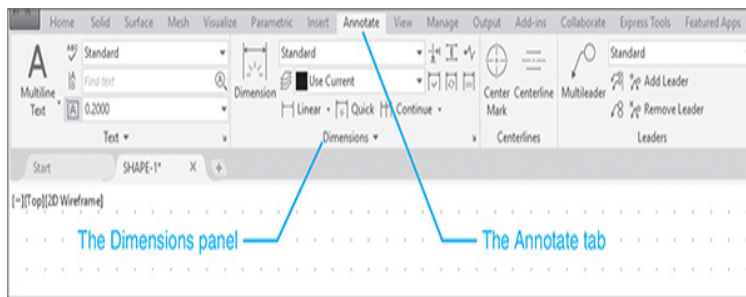 Home Solid Surface Mesh Visualize Parametric Insert Annotate View Manage Output Add-ins Collaborate Express Tools Featured Apps
ABC Standard Standard Standard
Find text Use Current Add Leader
Multiline Text Dimension Center Mark Centerline Multileader
A 0.2000 Linear Quick Continue Remove Leader
Text Dimensions Centerlines Leaders
Start SHAPE-1* X +
[-][Top][2D Wireframe]
The Dimensions panel The Annotate tab